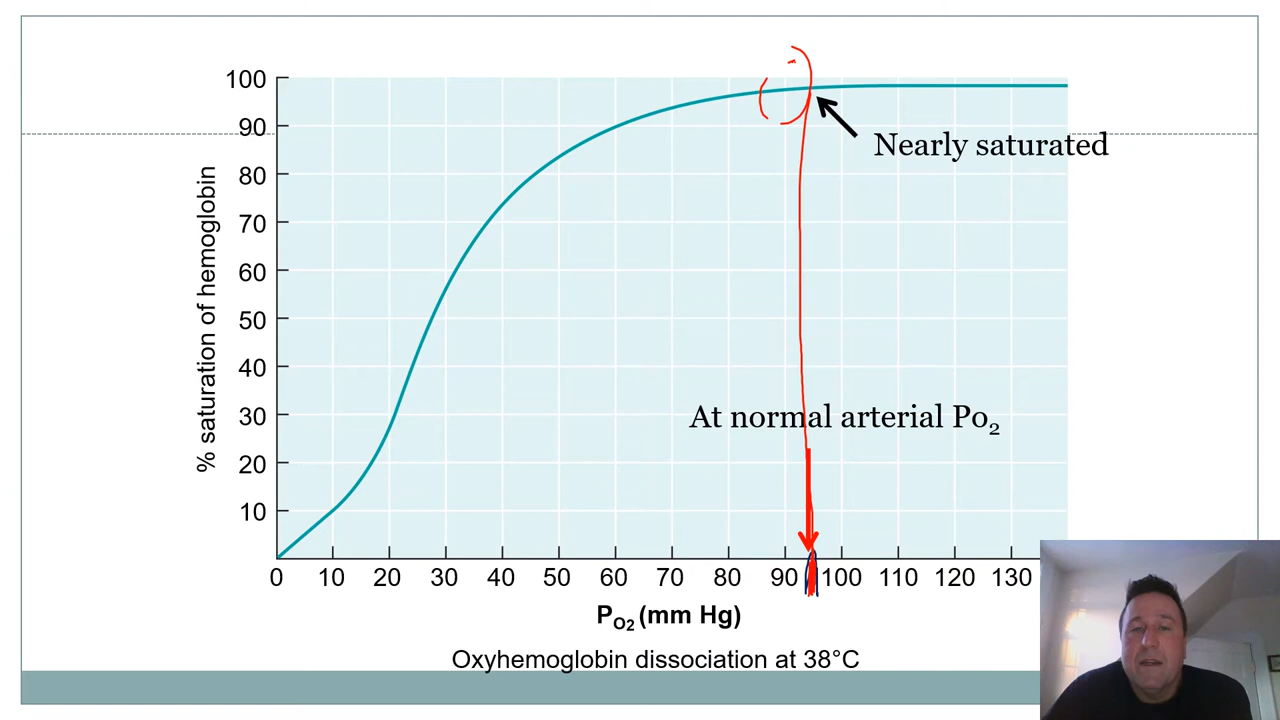 100
90
80
70
60
50
40
30
20
10
% saturation of hemoglobin
Nearly saturated
At normal arterial Po₂
0 10 20 30 40 50 60 70 80 90 100 110 120 130
P_O2 (mm Hg)
Oxyhemoglobin dissociation at 38°C